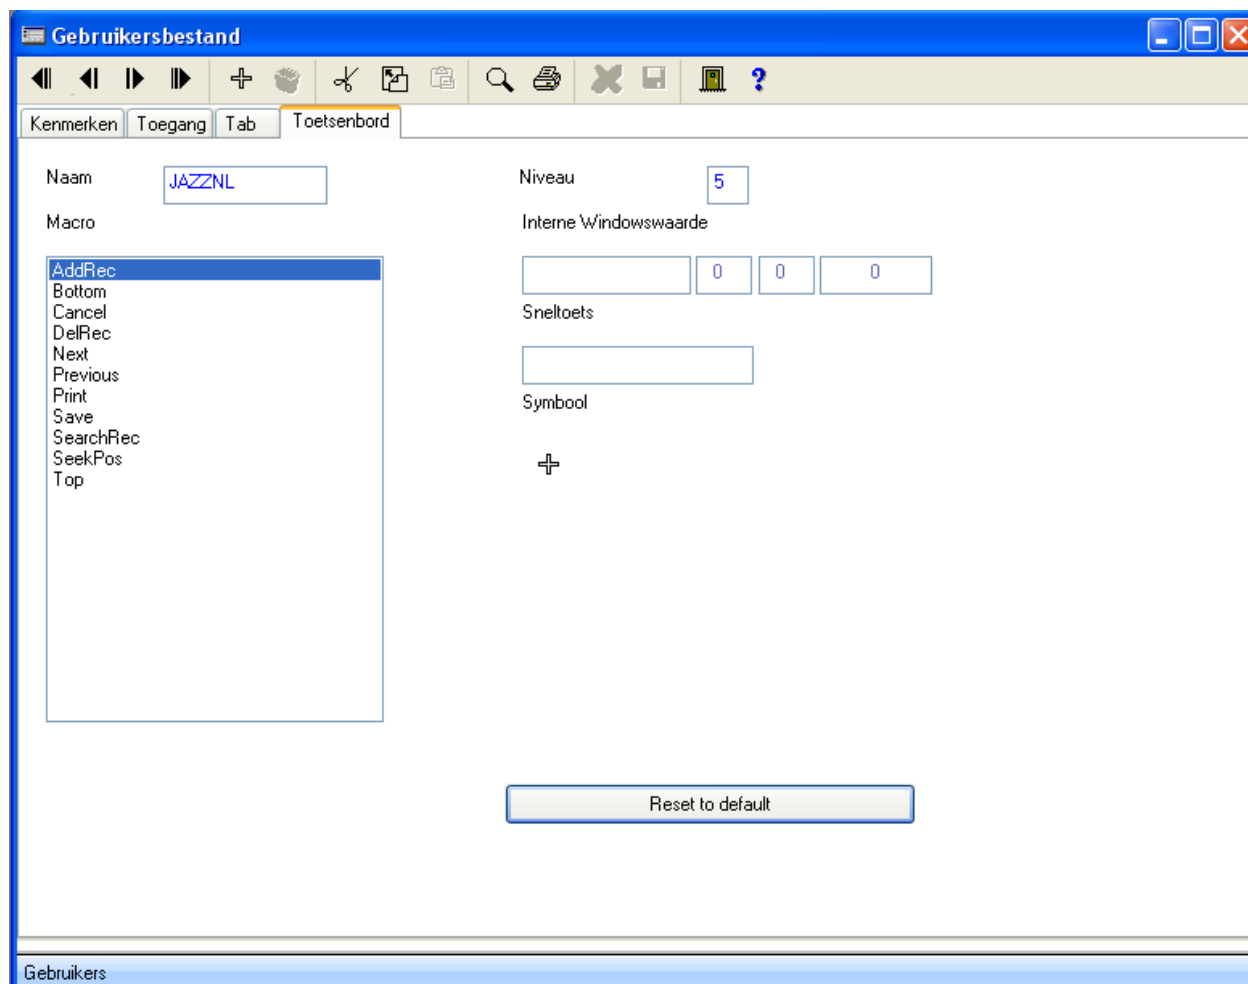 Gebruikersbestand
?
Kenmerken Toegang Tab Toetsenbord
Naam JAZZNL Niveau 5
Macro Interne Windowswaarde
AddRec
Bottom
Cancel
DelRec
Next
Previous
Print
Save
SearchRec
SeekPos
Top
0 0 0
Sneltoets
Symbool
Reset to default
Gebruikers